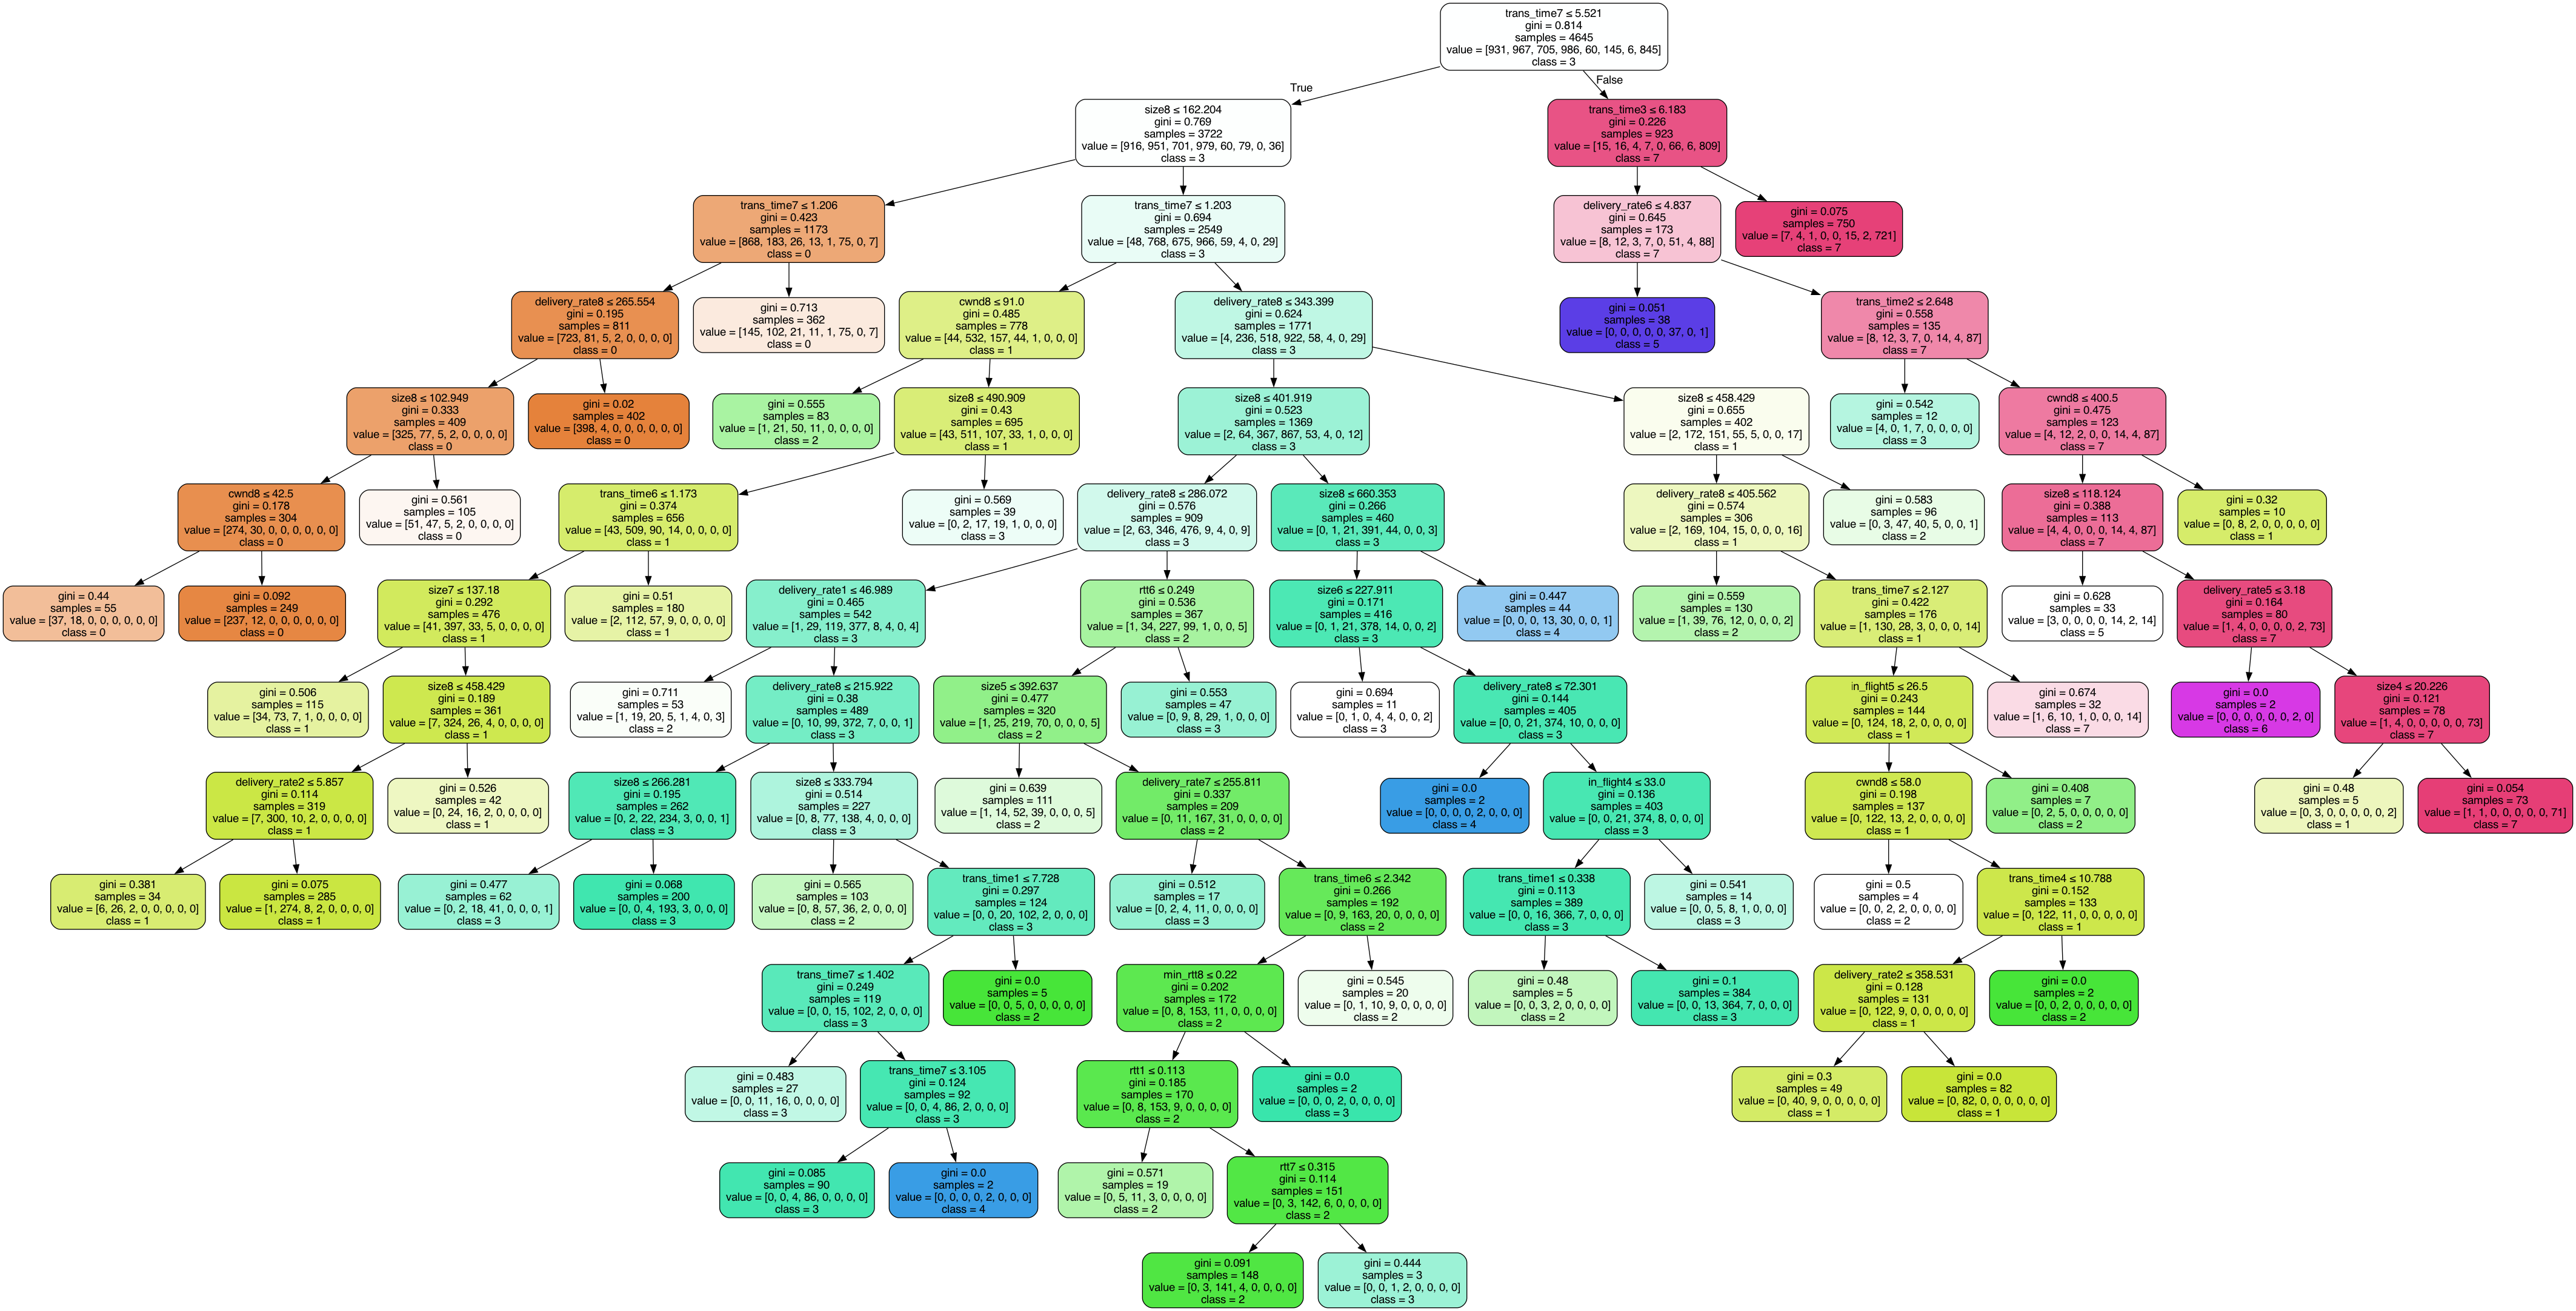 trans_time7 ≤ 5.521
gini = 0.814
samples = 4645
value = [931, 967, 705, 986, 60, 145, 6, 845]
class = 3
True
False
size8 ≤ 162.204
gini = 0.769
samples = 3722
value = [916, 951, 701, 979, 60, 79, 0, 36]
class = 3
trans_time3 ≤ 6.183
gini = 0.226
samples = 923
value = [15, 16, 4, 7, 0, 66, 6, 809]
class = 7
trans_time7 ≤ 1.206
gini = 0.423
samples = 1173
value = [868, 183, 26, 13, 1, 75, 0, 7]
class = 0
trans_time7 ≤ 1.203
gini = 0.694
samples = 2549
value = [48, 768, 675, 966, 59, 4, 0, 29]
class = 3
delivery_rate6 ≤ 4.837
gini = 0.645
samples = 173
value = [8, 12, 3, 7, 0, 51, 4, 88]
class = 7
gini = 0.075
samples = 750
value = [7, 4, 1, 0, 0, 15, 2, 721]
class = 7
delivery_rate8 ≤ 265.554
gini = 0.195
samples = 811
value = [723, 81, 5, 2, 0, 0, 0, 0]
class = 0
gini = 0.713
samples = 362
value = [145, 102, 21, 11, 1, 75, 0, 7]
class = 0
cwnd8 ≤ 91.0
gini = 0.485
samples = 778
value = [44, 532, 157, 44, 1, 0, 0, 0]
class = 1
delivery_rate8 ≤ 343.399
gini = 0.624
samples = 1771
value = [4, 236, 518, 922, 58, 4, 0, 29]
class = 3
gini = 0.051
samples = 38
value = [0, 0, 0, 0, 0, 37, 0, 1]
class = 5
trans_time2 ≤ 2.648
gini = 0.558
samples = 135
value = [8, 12, 3, 7, 0, 14, 4, 87]
class = 7
size8 ≤ 102.949
gini = 0.333
samples = 409
value = [325, 77, 5, 2, 0, 0, 0, 0]
class = 0
gini = 0.02
samples = 402
value = [398, 4, 0, 0, 0, 0, 0, 0]
class = 0
gini = 0.555
samples = 83
value = [1, 21, 50, 11, 0, 0, 0, 0]
class = 2
size8 ≤ 490.909
gini = 0.43
samples = 695
value = [43, 511, 107, 33, 1, 0, 0, 0]
class = 1
size8 ≤ 401.919
gini = 0.523
samples = 1369
value = [2, 64, 367, 867, 53, 4, 0, 12]
class = 3
size8 ≤ 458.429
gini = 0.655
samples = 402
value = [2, 172, 151, 55, 5, 0, 0, 17]
class = 1
gini = 0.542
samples = 12
value = [4, 0, 1, 7, 0, 0, 0, 0]
class = 3
cwnd8 ≤ 400.5
gini = 0.475
samples = 123
value = [4, 12, 2, 0, 0, 14, 4, 87]
class = 7
cwnd8 ≤ 42.5
gini = 0.178
samples = 304
value = [274, 30, 0, 0, 0, 0, 0, 0]
class = 0
gini = 0.561
samples = 105
value = [51, 47, 5, 2, 0, 0, 0, 0]
class = 0
trans_time6 ≤ 1.173
gini = 0.374
samples = 656
value = [43, 509, 90, 14, 0, 0, 0, 0]
class = 1
gini = 0.569
samples = 39
value = [0, 2, 17, 19, 1, 0, 0, 0]
class = 3
delivery_rate8 ≤ 286.072
gini = 0.576
samples = 909
value = [2, 63, 346, 476, 9, 4, 0, 9]
class = 3
size8 ≤ 660.353
gini = 0.266
samples = 460
value = [0, 1, 21, 391, 44, 0, 0, 3]
class = 3
delivery_rate8 ≤ 405.562
gini = 0.574
samples = 306
value = [2, 169, 104, 15, 0, 0, 0, 16]
class = 1
gini = 0.583
samples = 96
value = [0, 3, 47, 40, 5, 0, 0, 1]
class = 2
size8 ≤ 118.124
gini = 0.388
samples = 113
value = [4, 4, 0, 0, 0, 14, 4, 87]
class = 7
gini = 0.32
samples = 10
value = [0, 8, 2, 0, 0, 0, 0, 0]
class = 1
gini = 0.44
samples = 55
value = [37, 18, 0, 0, 0, 0, 0, 0]
class = 0
gini = 0.092
samples = 249
value = [237, 12, 0, 0, 0, 0, 0, 0]
class = 0
size7 ≤ 137.18
gini = 0.292
samples = 476
value = [41, 397, 33, 5, 0, 0, 0, 0]
class = 1
gini = 0.51
samples = 180
value = [2, 112, 57, 9, 0, 0, 0, 0]
class = 1
delivery_rate1 ≤ 46.989
gini = 0.465
samples = 542
value = [1, 29, 119, 377, 8, 4, 0, 4]
class = 3
rtt6 ≤ 0.249
gini = 0.536
samples = 367
value = [1, 34, 227, 99, 1, 0, 0, 5]
class = 2
size6 ≤ 227.911
gini = 0.171
samples = 416
value = [0, 1, 21, 378, 14, 0, 0, 2]
class = 3
gini = 0.447
samples = 44
value = [0, 0, 0, 13, 30, 0, 0, 1]
class = 4
gini = 0.559
samples = 130
value = [1, 39, 76, 12, 0, 0, 0, 2]
class = 2
trans_time7 ≤ 2.127
gini = 0.422
samples = 176
value = [1, 130, 28, 3, 0, 0, 0, 14]
class = 1
gini = 0.628
samples = 33
value = [3, 0, 0, 0, 0, 14, 2, 14]
class = 5
delivery_rate5 ≤ 3.18
gini = 0.164
samples = 80
value = [1, 4, 0, 0, 0, 0, 2, 73]
class = 7
gini = 0.506
samples = 115
value = [34, 73, 7, 1, 0, 0, 0, 0]
class = 1
size8 ≤ 458.429
gini = 0.189
samples = 361
value = [7, 324, 26, 4, 0, 0, 0, 0]
class = 1
gini = 0.711
samples = 53
value = [1, 19, 20, 5, 1, 4, 0, 3]
class = 2
delivery_rate8 ≤ 215.922
gini = 0.38
samples = 489
value = [0, 10, 99, 372, 7, 0, 0, 1]
class = 3
size5 ≤ 392.637
gini = 0.477
samples = 320
value = [1, 25, 219, 70, 0, 0, 0, 5]
class = 2
gini = 0.553
samples = 47
value = [0, 9, 8, 29, 1, 0, 0, 0]
class = 3
gini = 0.694
samples = 11
value = [0, 1, 0, 4, 4, 0, 0, 2]
class = 3
delivery_rate8 ≤ 72.301
gini = 0.144
samples = 405
value = [0, 0, 21, 374, 10, 0, 0, 0]
class = 3
in_flight5 ≤ 26.5
gini = 0.243
samples = 144
value = [0, 124, 18, 2, 0, 0, 0, 0]
class = 1
gini = 0.674
samples = 32
value = [1, 6, 10, 1, 0, 0, 0, 14]
class = 7
gini = 0.0
samples = 2
value = [0, 0, 0, 0, 0, 0, 2, 0]
class = 6
size4 ≤ 20.226
gini = 0.121
samples = 78
value = [1, 4, 0, 0, 0, 0, 0, 73]
class = 7
delivery_rate2 ≤ 5.857
gini = 0.114
samples = 319
value = [7, 300, 10, 2, 0, 0, 0, 0]
class = 1
gini = 0.526
samples = 42
value = [0, 24, 16, 2, 0, 0, 0, 0]
class = 1
size8 ≤ 266.281
gini = 0.195
samples = 262
value = [0, 2, 22, 234, 3, 0, 0, 1]
class = 3
size8 ≤ 333.794
gini = 0.514
samples = 227
value = [0, 8, 77, 138, 4, 0, 0, 0]
class = 3
gini = 0.639
samples = 111
value = [1, 14, 52, 39, 0, 0, 0, 5]
class = 2
delivery_rate7 ≤ 255.811
gini = 0.337
samples = 209
value = [0, 11, 167, 31, 0, 0, 0, 0]
class = 2
gini = 0.0
samples = 2
value = [0, 0, 0, 0, 2, 0, 0, 0]
class = 4
in_flight4 ≤ 33.0
gini = 0.136
samples = 403
value = [0, 0, 21, 374, 8, 0, 0, 0]
class = 3
cwnd8 ≤ 58.0
gini = 0.198
samples = 137
value = [0, 122, 13, 2, 0, 0, 0, 0]
class = 1
gini = 0.408
samples = 7
value = [0, 2, 5, 0, 0, 0, 0, 0]
class = 2
gini = 0.48
samples = 5
value = [0, 3, 0, 0, 0, 0, 0, 2]
class = 1
gini = 0.054
samples = 73
value = [1, 1, 0, 0, 0, 0, 0, 71]
class = 7
gini = 0.381
samples = 34
value = [6, 26, 2, 0, 0, 0, 0, 0]
class = 1
gini = 0.075
samples = 285
value = [1, 274, 8, 2, 0, 0, 0, 0]
class = 1
gini = 0.477
samples = 62
value = [0, 2, 18, 41, 0, 0, 0, 1]
class = 3
gini = 0.068
samples = 200
value = [0, 0, 4, 193, 3, 0, 0, 0]
class = 3
gini = 0.565
samples = 103
value = [0, 8, 57, 36, 2, 0, 0, 0]
class = 2
trans_time1 ≤ 7.728
gini = 0.297
samples = 124
value = [0, 0, 20, 102, 2, 0, 0, 0]
class = 3
gini = 0.512
samples = 17
value = [0, 2, 4, 11, 0, 0, 0, 0]
class = 3
trans_time6 ≤ 2.342
gini = 0.266
samples = 192
value = [0, 9, 163, 20, 0, 0, 0, 0]
class = 2
trans_time1 ≤ 0.338
gini = 0.113
samples = 389
value = [0, 0, 16, 366, 7, 0, 0, 0]
class = 3
gini = 0.541
samples = 14
value = [0, 0, 5, 8, 1, 0, 0, 0]
class = 3
gini = 0.5
samples = 4
value = [0, 0, 2, 2, 0, 0, 0, 0]
class = 2
trans_time4 ≤ 10.788
gini = 0.152
samples = 133
value = [0, 122, 11, 0, 0, 0, 0, 0]
class = 1
trans_time7 ≤ 1.402
gini = 0.249
samples = 119
value = [0, 0, 15, 102, 2, 0, 0, 0]
class = 3
gini = 0.0
samples = 5
value = [0, 0, 5, 0, 0, 0, 0, 0]
class = 2
min_rtt8 ≤ 0.22
gini = 0.202
samples = 172
value = [0, 8, 153, 11, 0, 0, 0, 0]
class = 2
gini = 0.545
samples = 20
value = [0, 1, 10, 9, 0, 0, 0, 0]
class = 2
gini = 0.48
samples = 5
value = [0, 0, 3, 2, 0, 0, 0, 0]
class = 2
gini = 0.1
samples = 384
value = [0, 0, 13, 364, 7, 0, 0, 0]
class = 3
delivery_rate2 ≤ 358.531
gini = 0.128
samples = 131
value = [0, 122, 9, 0, 0, 0, 0, 0]
class = 1
gini = 0.0
samples = 2
value = [0, 0, 2, 0, 0, 0, 0, 0]
class = 2
gini = 0.483
samples = 27
value = [0, 0, 11, 16, 0, 0, 0, 0]
class = 3
trans_time7 ≤ 3.105
gini = 0.124
samples = 92
value = [0, 0, 4, 86, 2, 0, 0, 0]
class = 3
rtt1 ≤ 0.113
gini = 0.185
samples = 170
value = [0, 8, 153, 9, 0, 0, 0, 0]
class = 2
gini = 0.0
samples = 2
value = [0, 0, 0, 2, 0, 0, 0, 0]
class = 3
gini = 0.3
samples = 49
value = [0, 40, 9, 0, 0, 0, 0, 0]
class = 1
gini = 0.0
samples = 82
value = [0, 82, 0, 0, 0, 0, 0, 0]
class = 1
gini = 0.085
samples = 90
value = [0, 0, 4, 86, 0, 0, 0, 0]
class = 3
gini = 0.0
samples = 2
value = [0, 0, 0, 0, 2, 0, 0, 0]
class = 4
gini = 0.571
samples = 19
value = [0, 5, 11, 3, 0, 0, 0, 0]
class = 2
rtt7 ≤ 0.315
gini = 0.114
samples = 151
value = [0, 3, 142, 6, 0, 0, 0, 0]
class = 2
gini = 0.091
samples = 148
value = [0, 3, 141, 4, 0, 0, 0, 0]
class = 2
gini = 0.444
samples = 3
value = [0, 0, 1, 2, 0, 0, 0, 0]
class = 3